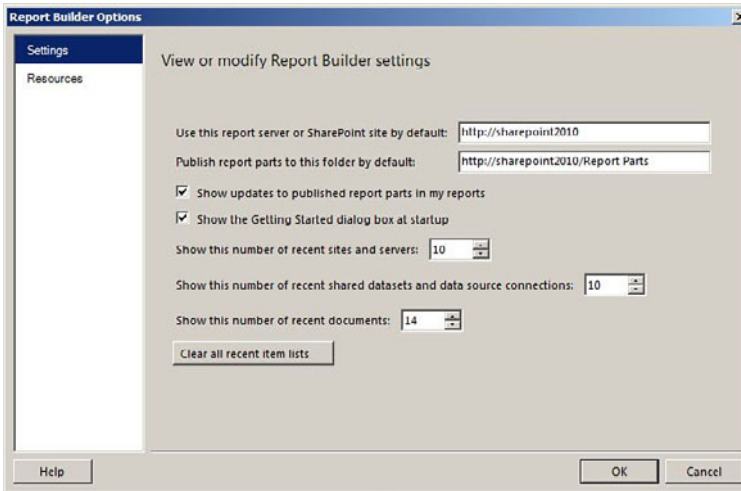 Report Builder Options
Settings
Resources
View or modify Report Builder settings
Use this report server or SharePoint site by default: http://sharepoint2010
Publish report parts to this folder by default: http://sharepoint2010/Report Parts
Show updates to published report parts in my reports
Show the Getting Started dialog box at startup
Show this number of recent sites and servers: 10
Show this number of recent shared datasets and data source connections: 10
Show this number of recent documents: 14
Clear all recent item lists
Help
OK
Cancel